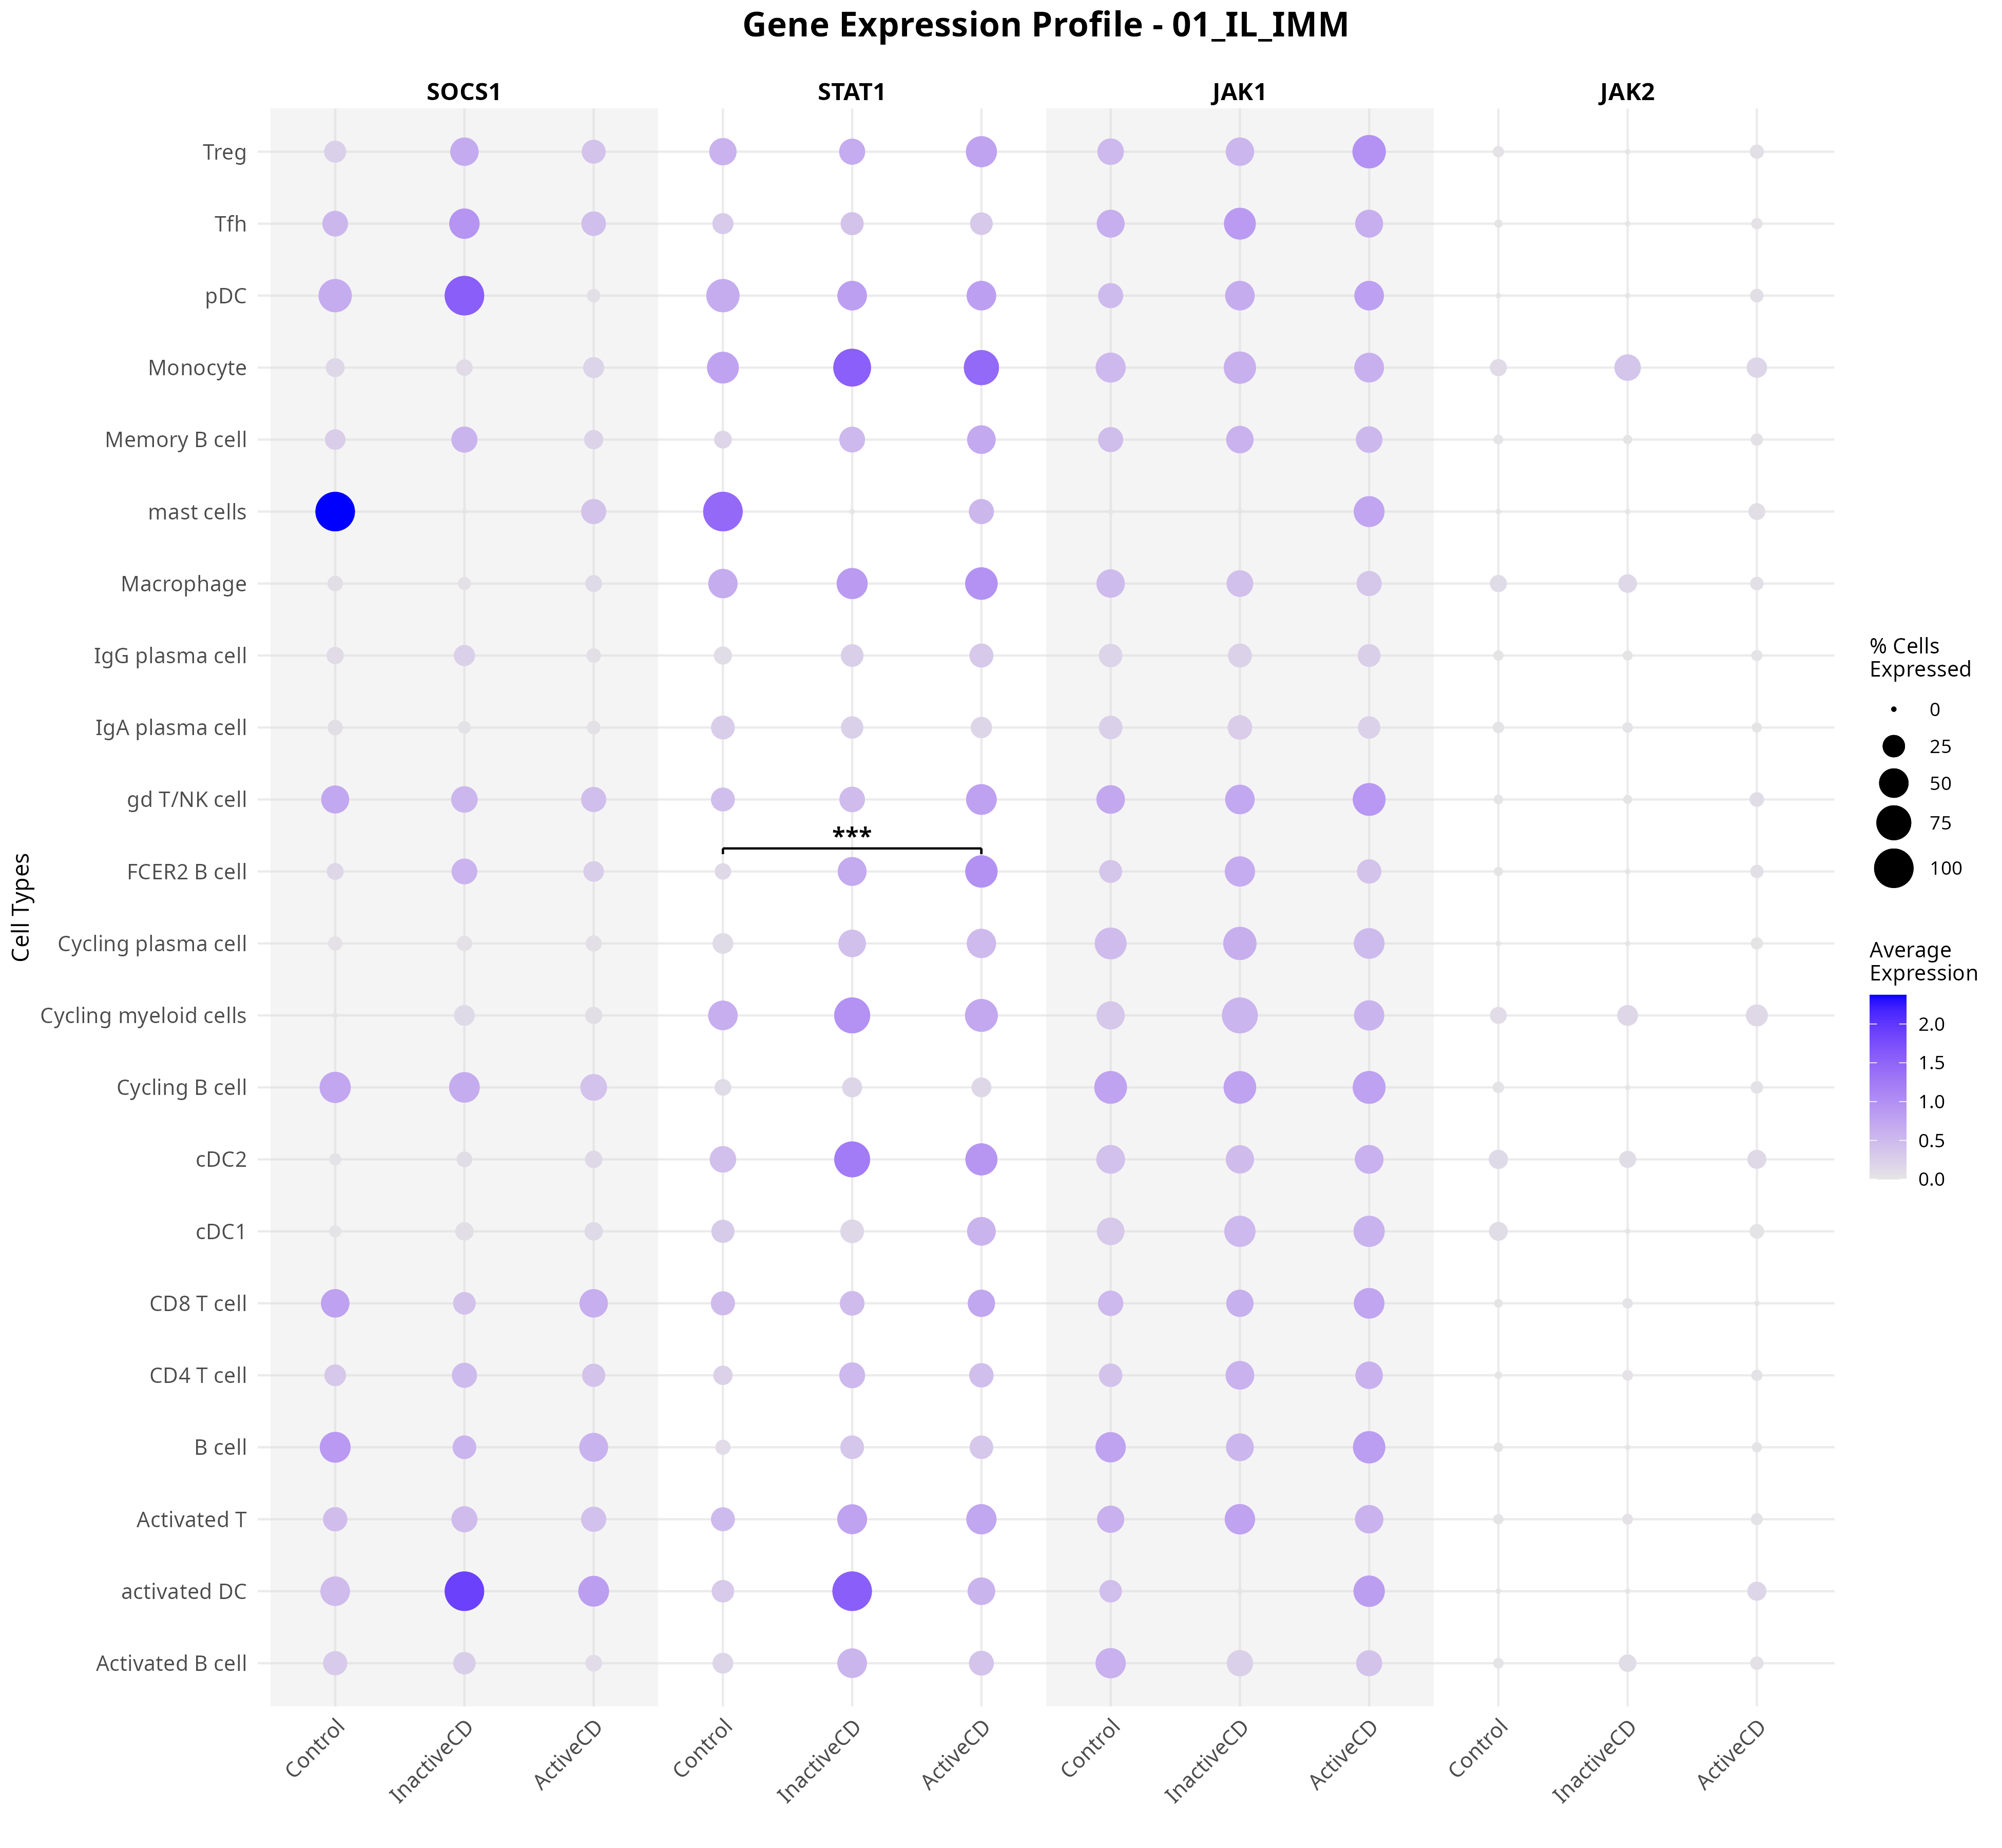 Gene Expression Profile - 01_IL_IMM
SOCS1
STAT1
JAK1
JAK2
Cell Types
Treg
Tfh
pDC
Monocyte
Memory B cell
mast cells
Macrophage
IgG plasma cell
IgA plasma cell
gd T/NK cell
***
FCER2 B cell
Cycling plasma cell
Cycling myeloid cells
Cycling B cell
cDC2
cDC1
CD8 T cell
CD4 T cell
B cell
Activated T
activated DC
Activated B cell
Control
InactiveCD
ActiveCD
Control
InactiveCD
ActiveCD
Control
InactiveCD
ActiveCD
Control
InactiveCD
ActiveCD
% Cells
Expressed
0
25
50
75
100
Average
Expression
2.0
1.5
1.0
0.5
0.0